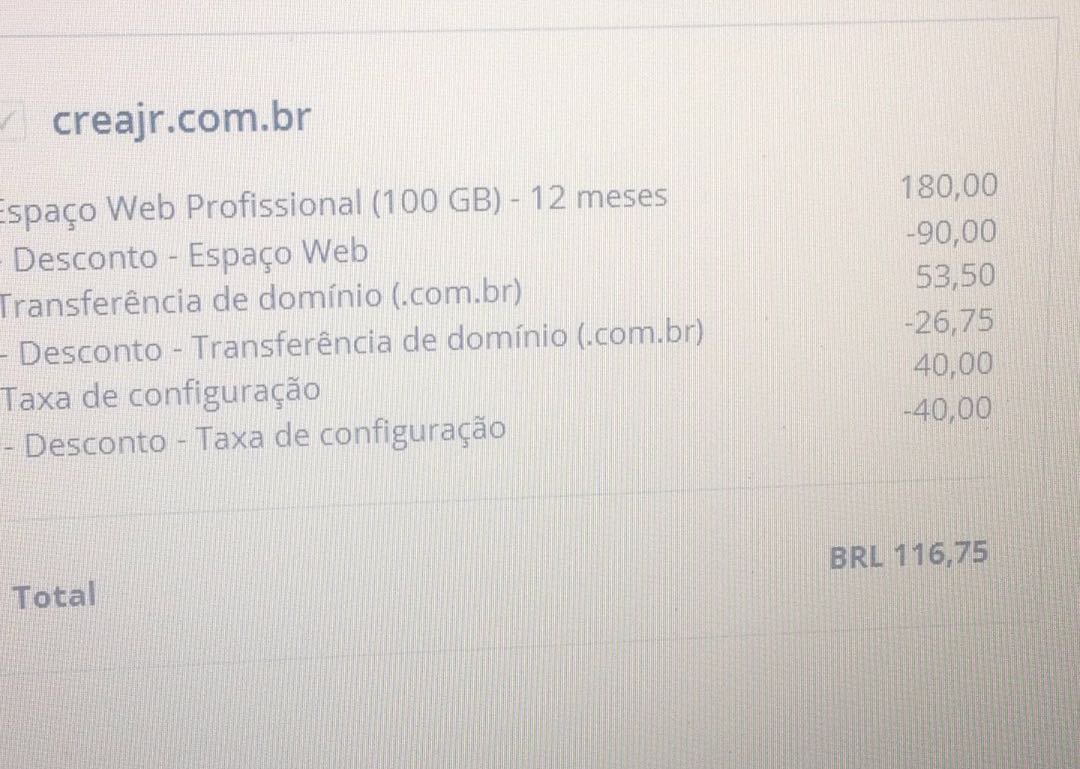 creajr.com.br
Espaço Web Profissional (100 GB) - 12 meses 180,00
- Desconto - Espaço Web -90,00
Transferência de domínio (.com.br) 53,50
- Desconto - Transferência de domínio (.com.br) -26,75
Taxa de configuração 40,00
- Desconto - Taxa de configuração -40,00
Total BRL 116,75